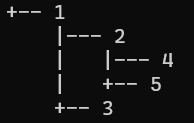 +-- 1
    |--- 2
    |   |--- 4
    |   +-- 5
    +-- 3